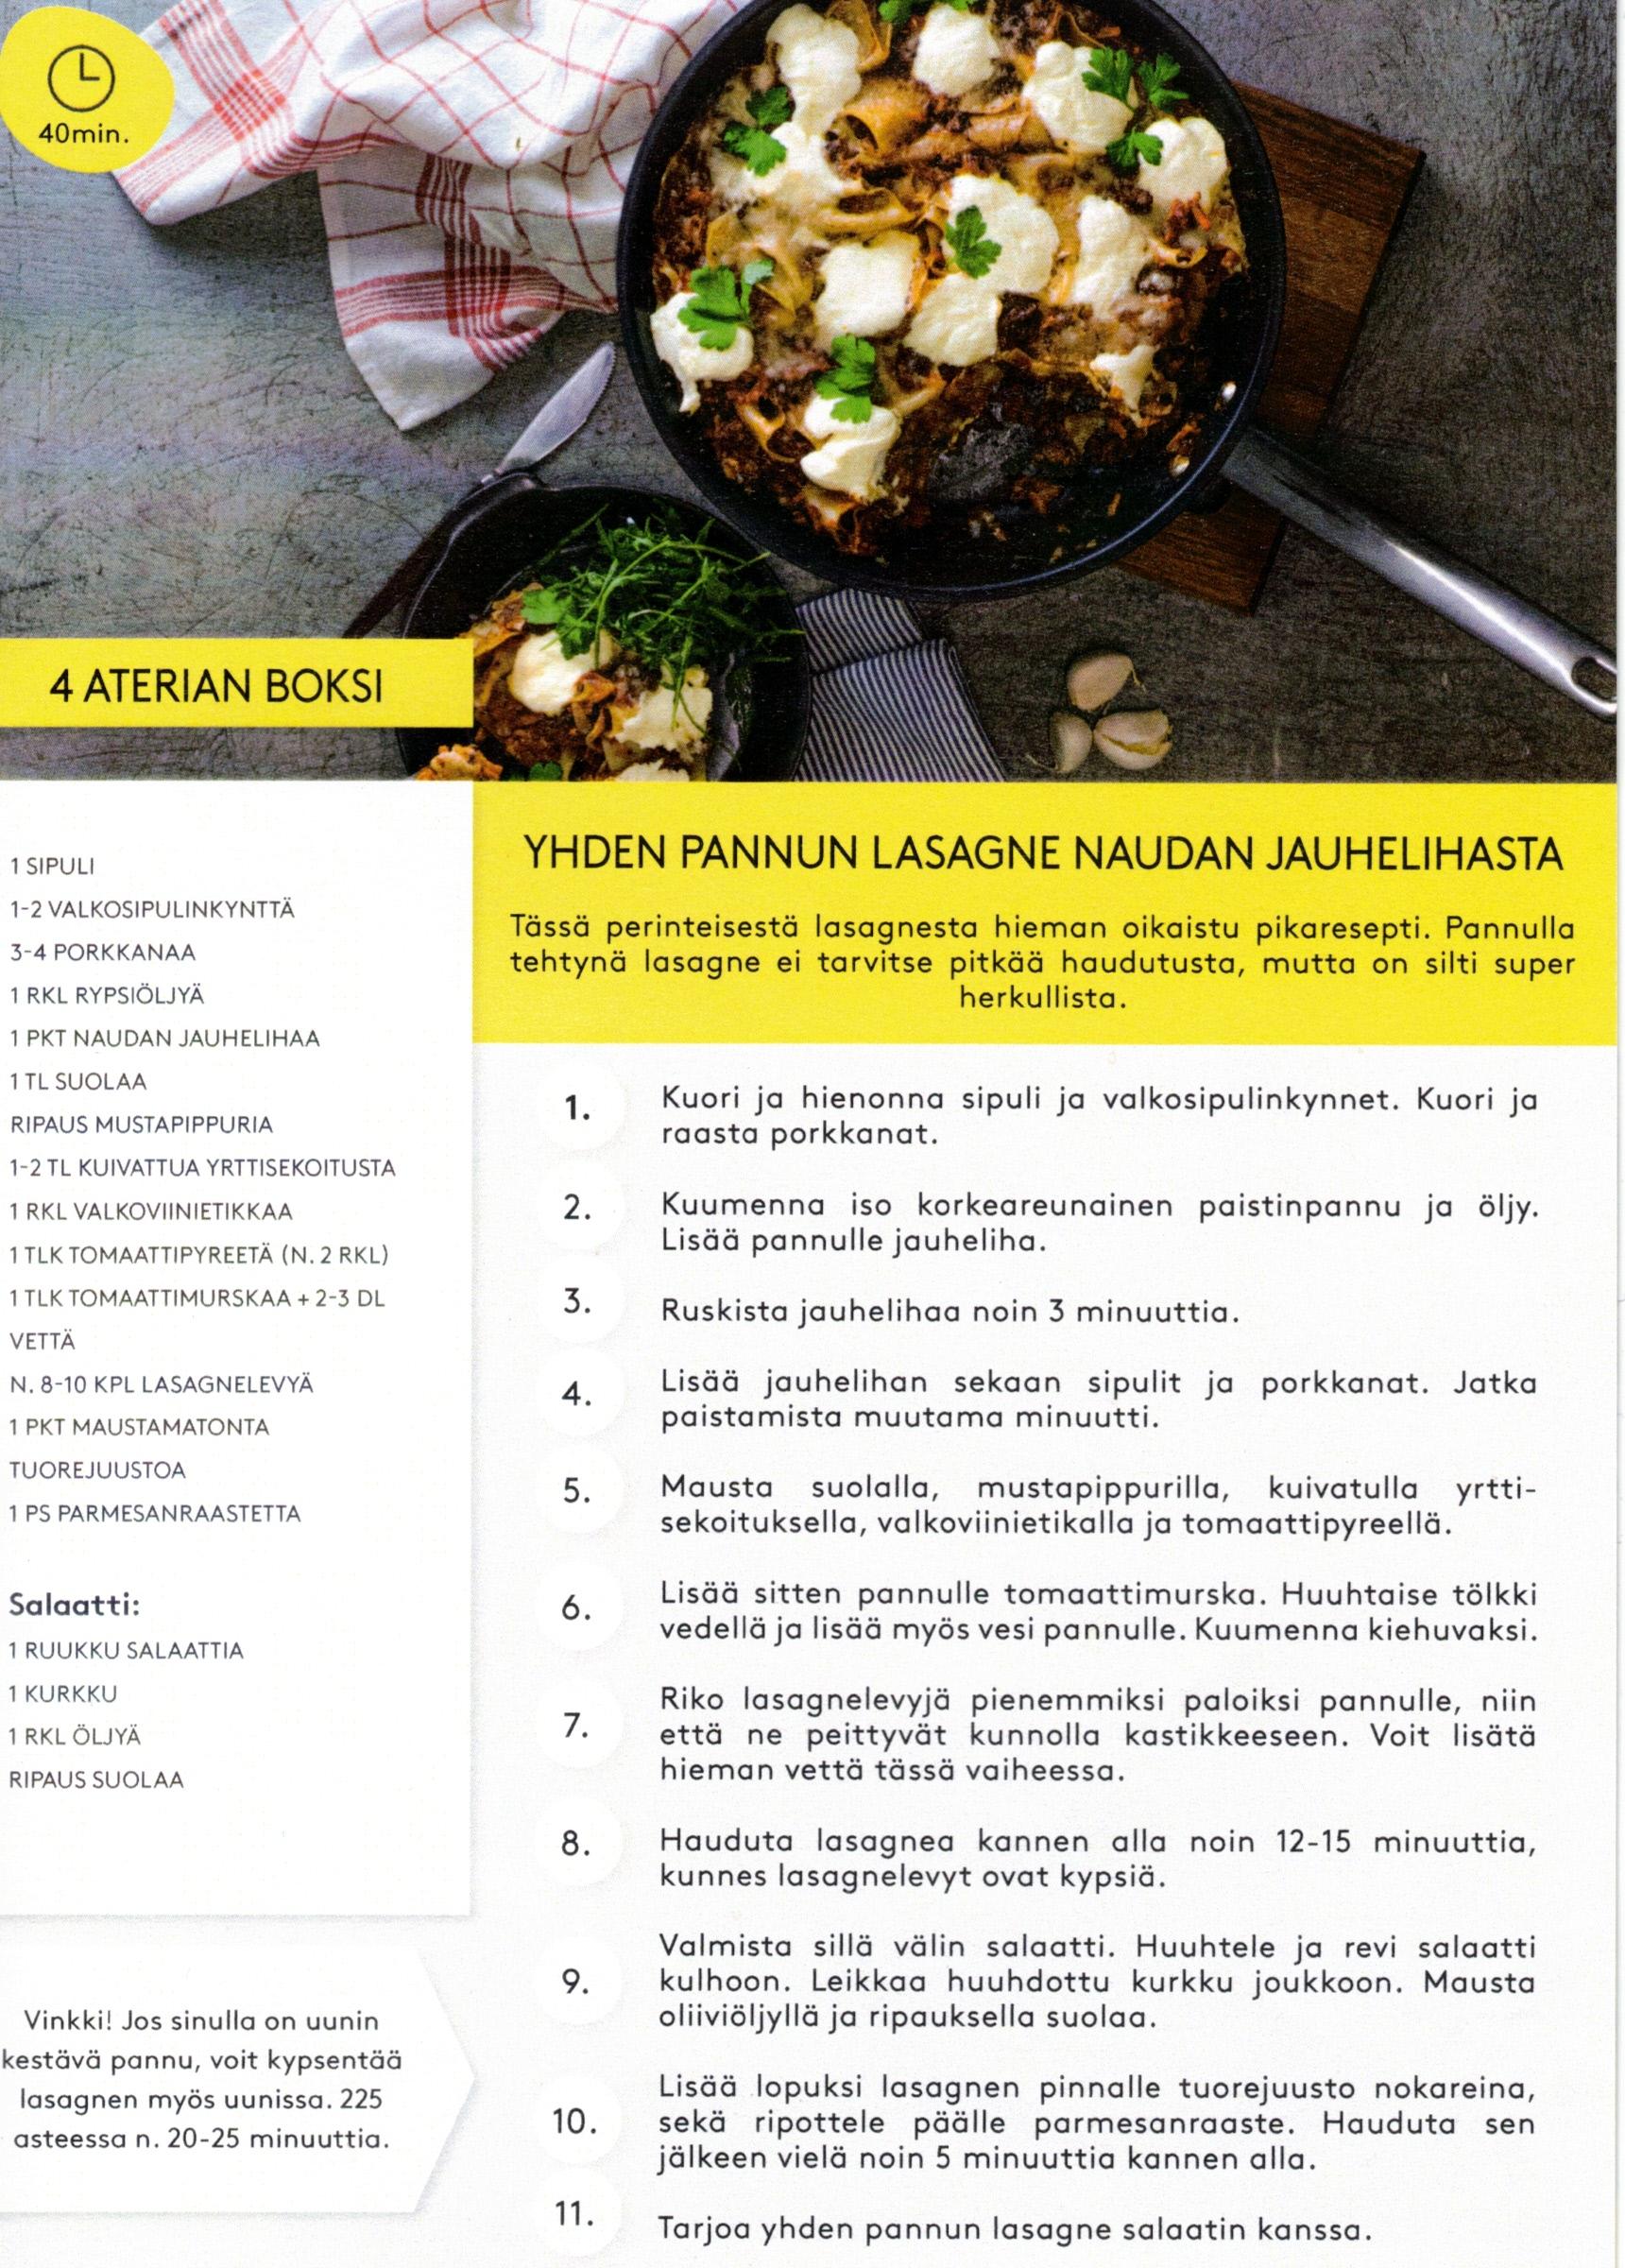 40min.
4 ATERIAN BOKSI
1 SIPULI
1-2 VALKOSIPULINKYNTTÄ
3-4 PORKKANAA
1 RKL RYPSIÖLJYÄ
1 PKT NAUDAN JAUHELIHAA
1 TL SUOLAA
RIPAUS MUSTAPIPPURIA
1-2 TL KUIVATTUA YRTTISEKOITUSTA
1 RKL VALKOVIINIETIKKAA
1 TLK TOMAATTIPYREETÄ (N. 2 RKL)
1 TLK TOMAATTIMURSKAA + 2-3 DL
VETTÄ
N. 8-10 KPL LASAGNELEVYÄ
1 PKT MAUSTAMATONTA
TUOREJUUSTOA
1 PS PARMESANRAASTETTA
Salaatti:
1 RUUKKU SALAATTIA
1 KURKKU
1 RKL ÖLJYÄ
RIPAUS SUOLAA
Vinkki! Jos sinulla on uunin
kestävä pannu, voit kypsentää
lasagnen myös uunissa. 225
asteessa n. 20-25 minuuttia.
YHDEN PANNUN LASAGNE NAUDAN JAUHELIHASTA
Tässä perinteisestä lasagnesta hieman oikaistu pikaresepti. Pannulla
tehtynä lasagne ei tarvitse pitkää haudutusta, mutta on silti super
herkullista.
1. Kuori ja hienonna sipuli ja valkosipulinkynnet. Kuori ja
raasta porkkanat.
2. Kuumenna iso korkeareunainen paistinpannu ja öljy.
Lisää pannulle jauheliha.
3. Ruskista jauhelihaa noin 3 minuuttia.
4. Lisää jauhelihan sekaan sipulit ja porkkanat. Jatka
paistamista muutama minuutti.
5. Mausta suolalla, mustapippurilla, kuivatulla yrtti-
sekoituksella, valkoviinietikalla ja tomaattipyreellä.
6. Lisää sitten pannulle tomaattimurska. Huuhtaise tölkki
vedellä ja lisää myös vesi pannulle. Kuumenna kiehuvaksi.
7. Riko lasagnelevyjä pienemmiksi paloiksi pannulle, niin
että ne peittyvät kunnolla kastikkeeseen. Voit lisätä
hieman vettä tässä vaiheessa.
8. Hauduta lasagnea kannen alla noin 12-15 minuuttia,
kunnes lasagnelevyt ovat kypsiä.
9. Valmista sillä välin salaatti. Huuhtele ja revi salaatti
kulhoon. Leikkaa huuhdottu kurkku joukkoon. Mausta
oliiviöljyllä ja ripauksella suolaa.
10. Lisää lopuksi lasagnen pinnalle tuorejuusto nokareina,
sekä ripottele päälle parmesanraaste. Hauduta sen
jälkeen vielä noin 5 minuuttia kannen alla.
11. Tarjoa yhden pannun lasagne salaatin kanssa.